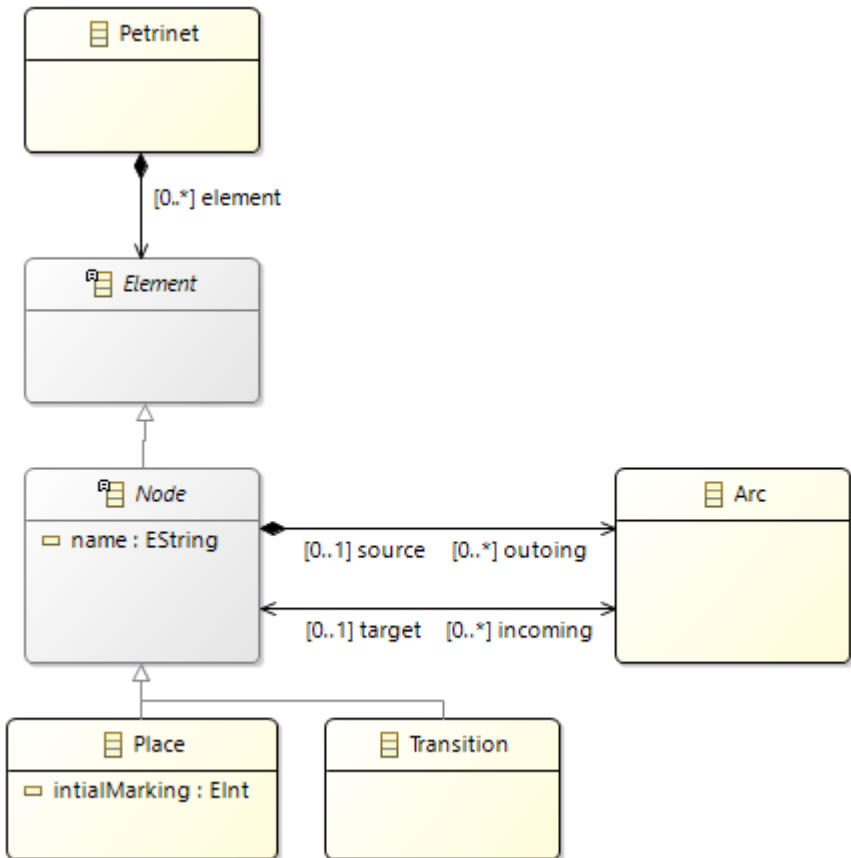 Petrinet
[0..*] element
Element
Node
name : EString
Arc
[0..1] source [0..*] outoing
[0..1] target [0..*] incoming
Place
intialMarking : EInt
Transition